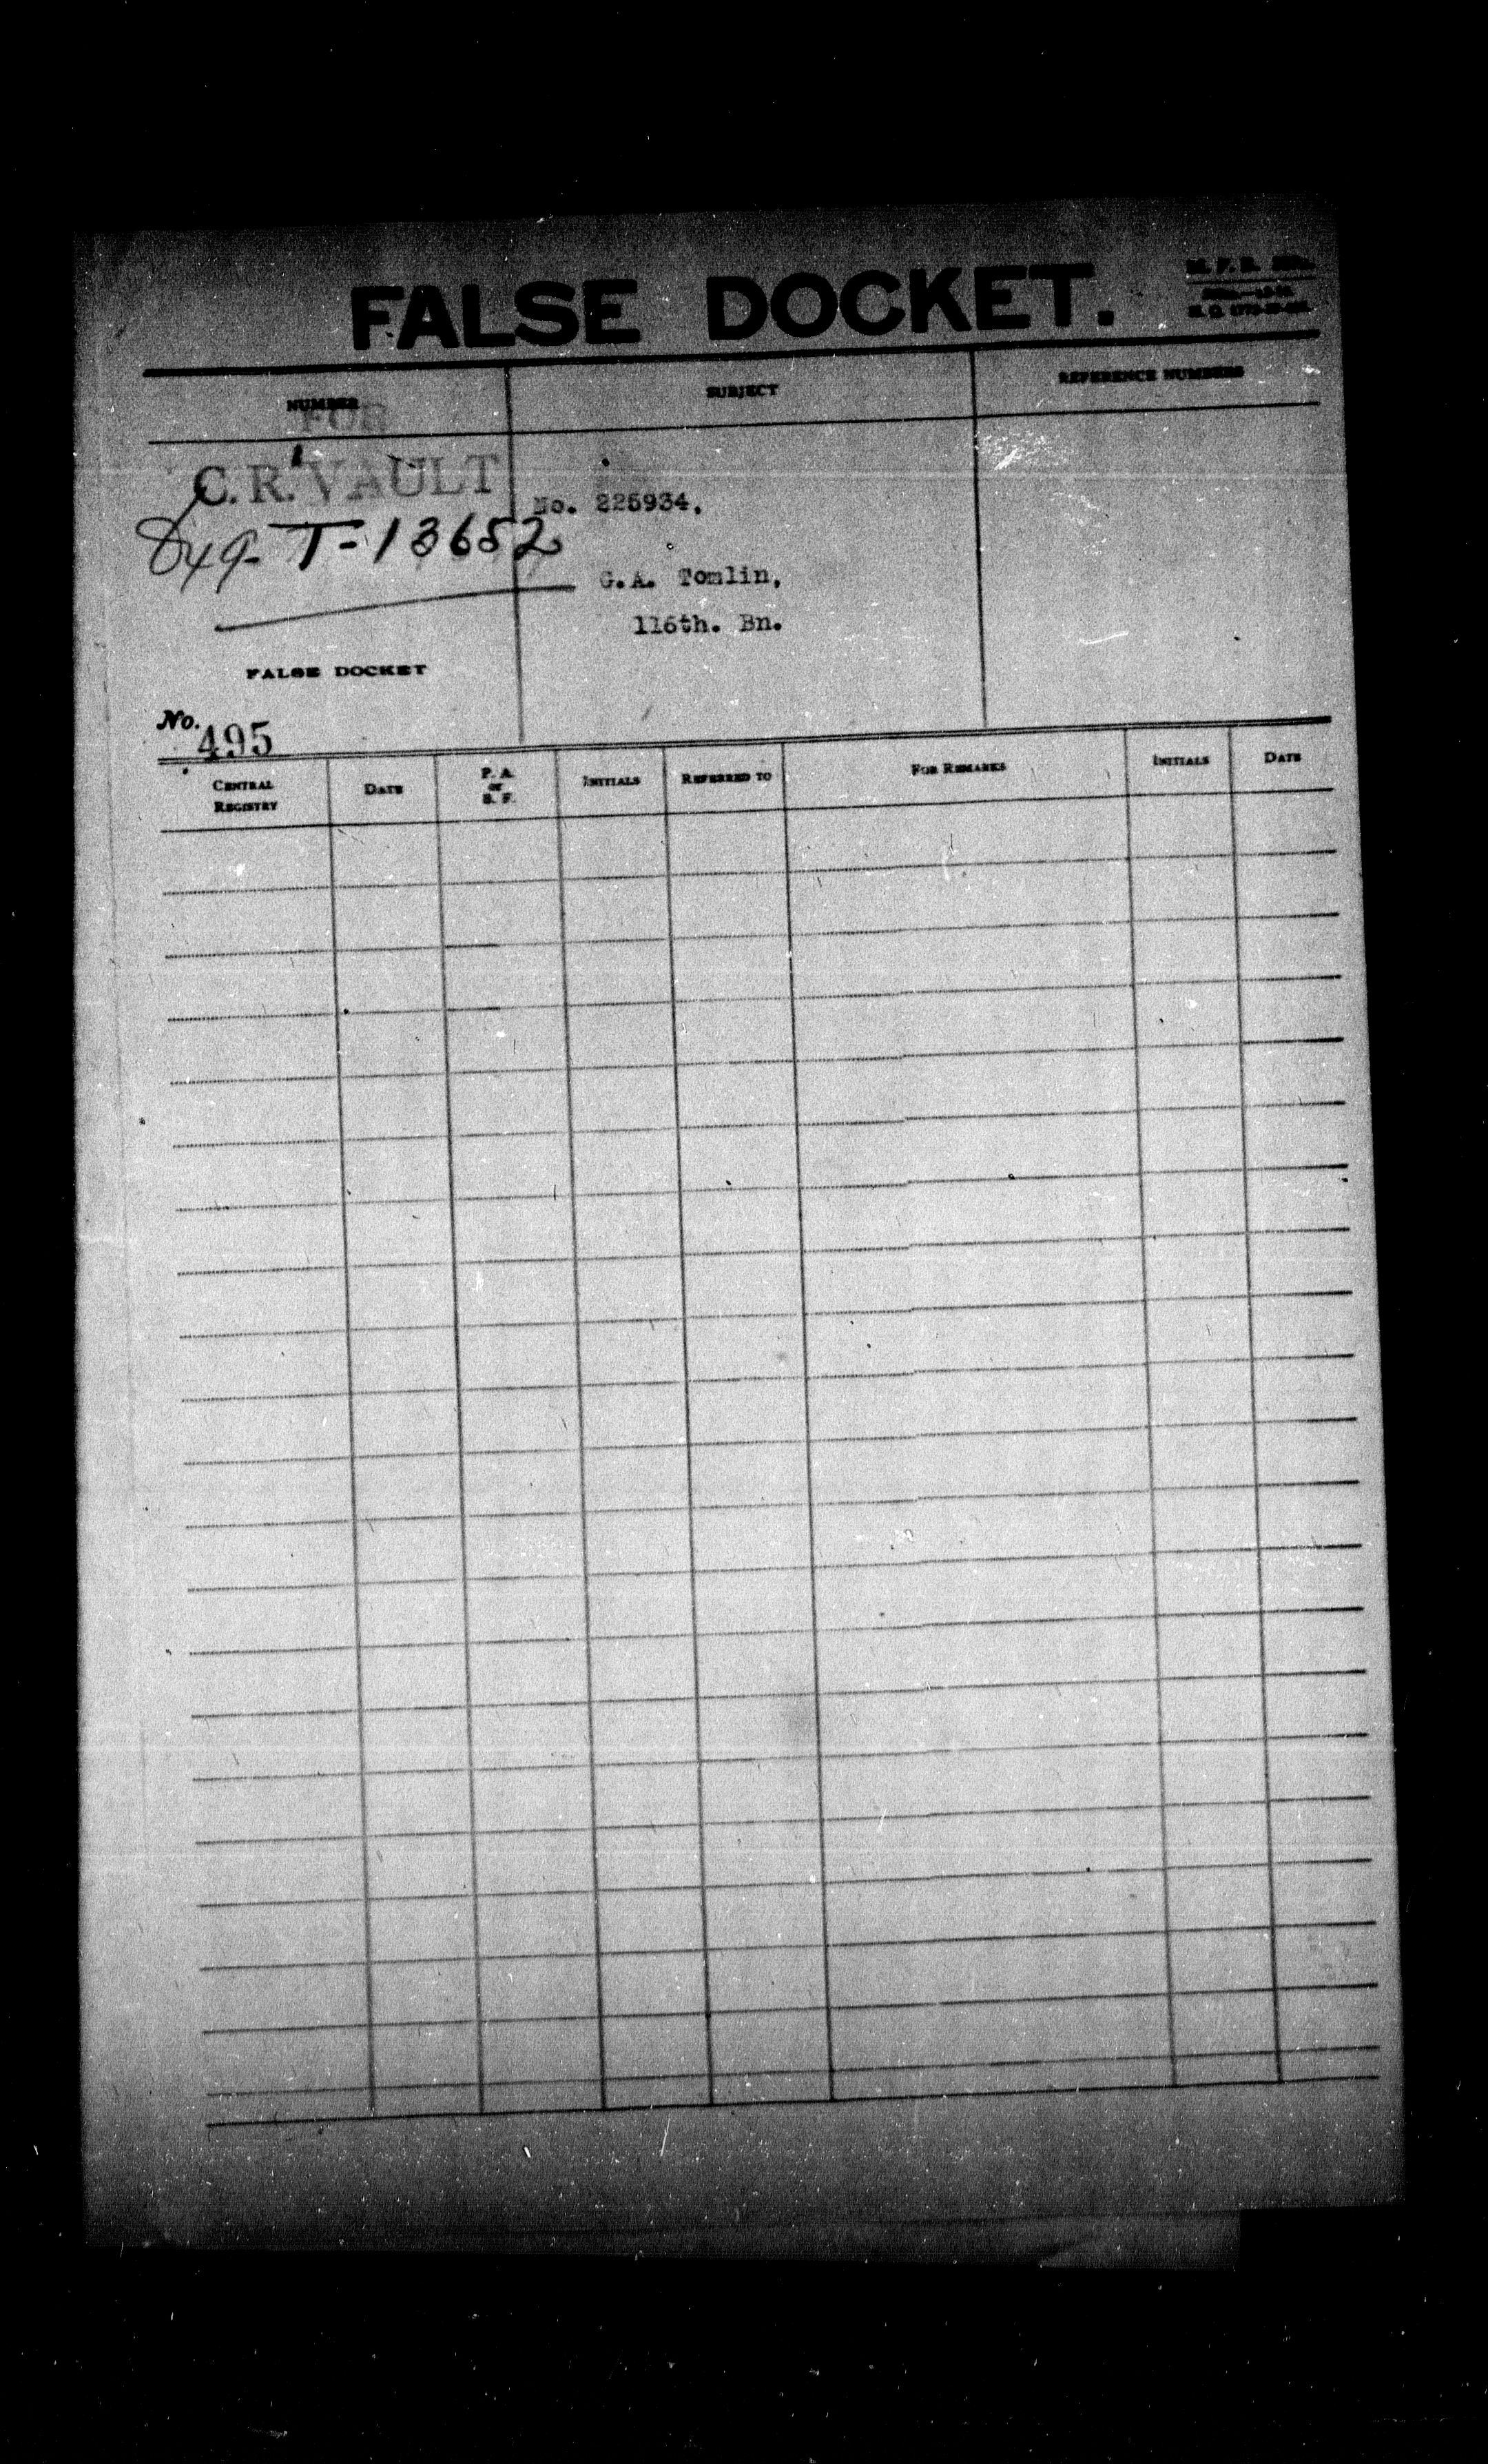 FALSE DOCKET.
NUMBER
SUBJECT
REFERENCE NUMBERS
FOR
C. R. VAULT
649-T-13652
No. 225934.
G.A. Tomlin,
116th. Bn.
FALSE DOCKET
No. 495
CENTRAL REGISTRY
DATE
P. A. or B. F.
INITIALS
REFERRED TO
FOR REMARKS
INITIALS
DATE